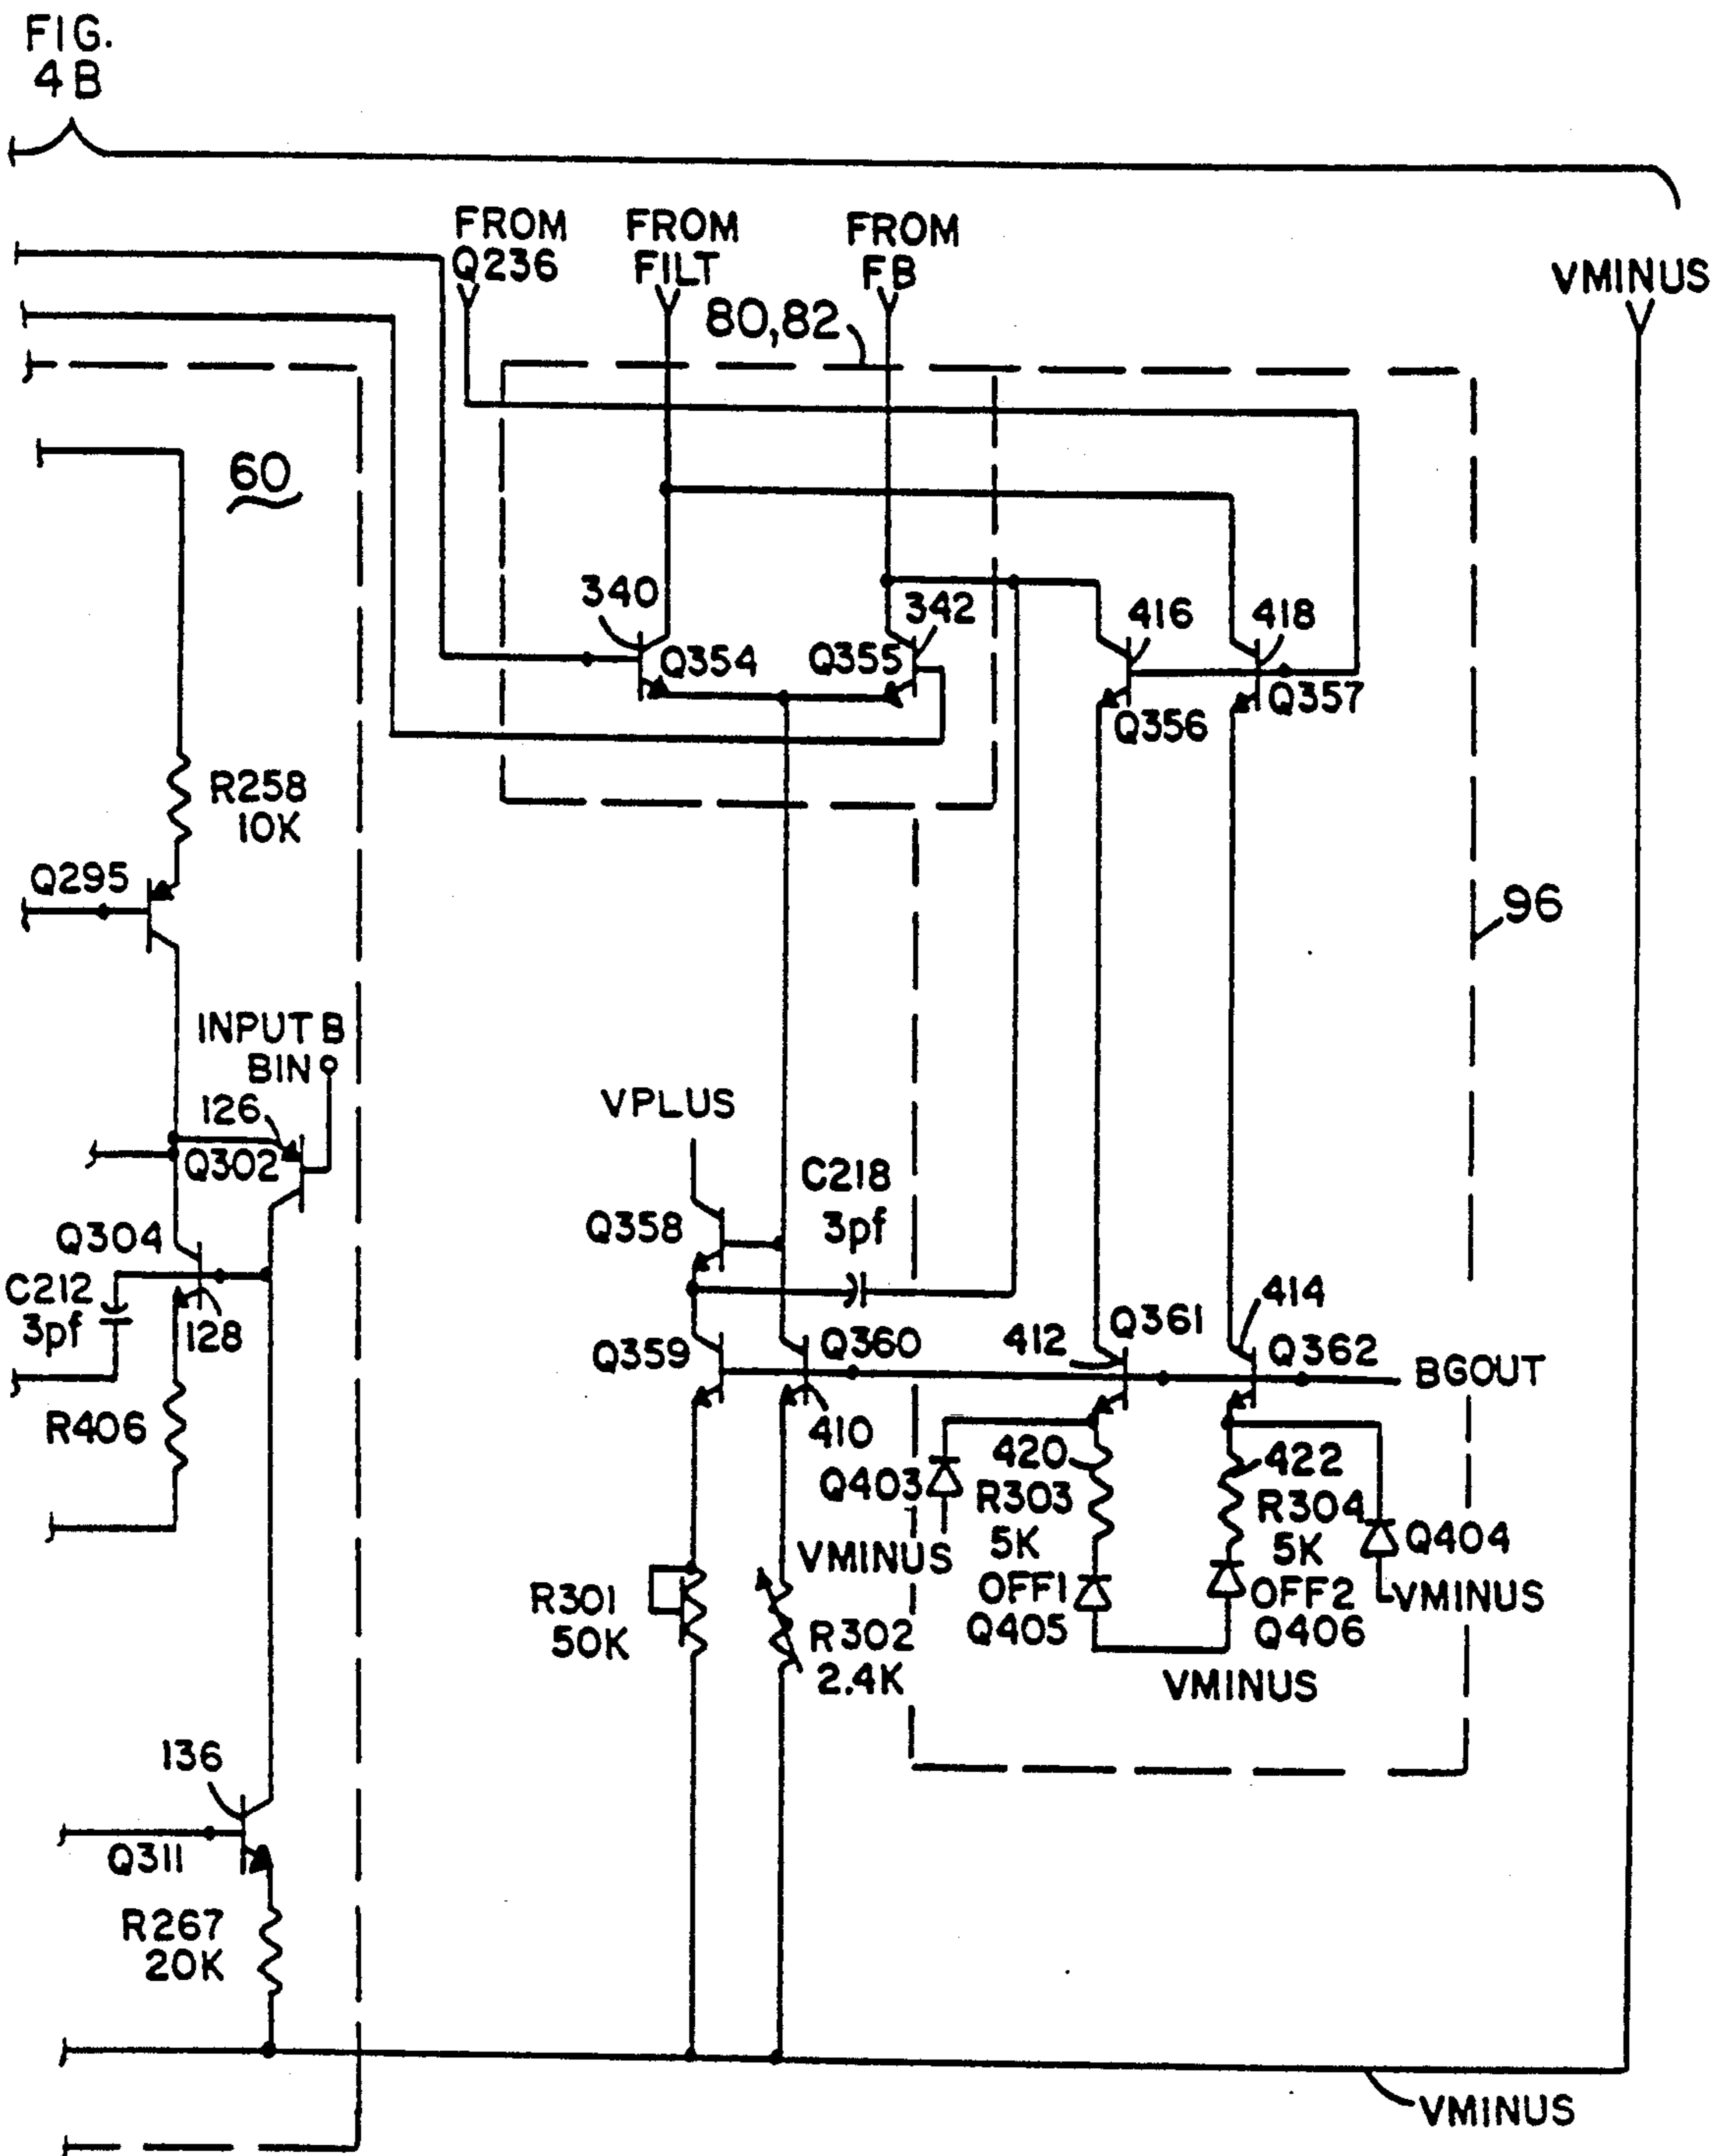 FIG.
4B
FROM
Q236
FROM
FILT
FROM
FB
VMINUS
80,82
60
340
342
416
418
Q354
Q355
Q356
Q357
R258
10K
Q295
96
INPUT B
BIN
126
Q302
VPLUS
C218
3pf
Q358
Q304
C212
3pf
128
414
Q361
412
Q359
Q360
Q362
BGOUT
R406
410
420
422
Q403
R303
5K
OFF1
Q405
R304
5K
OFF2
Q406
Q404
VMINUS
VMINUS
R301
50K
R302
2.4K
VMINUS
136
Q311
R267
20K
VMINUS